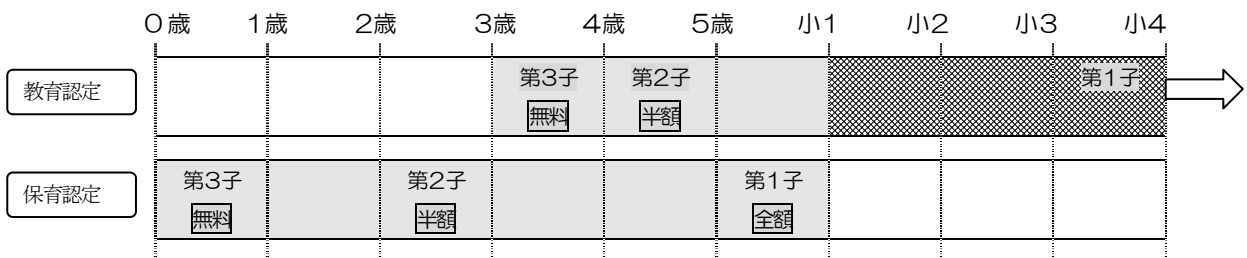 0歳 1歳 2歳 3歳 4歳 5歳 小1 小2 小3 小4
教育認定
第3子 第2子 第1子
無料 半額
保育認定
第3子 第2子 第1子
無料 半額 全額